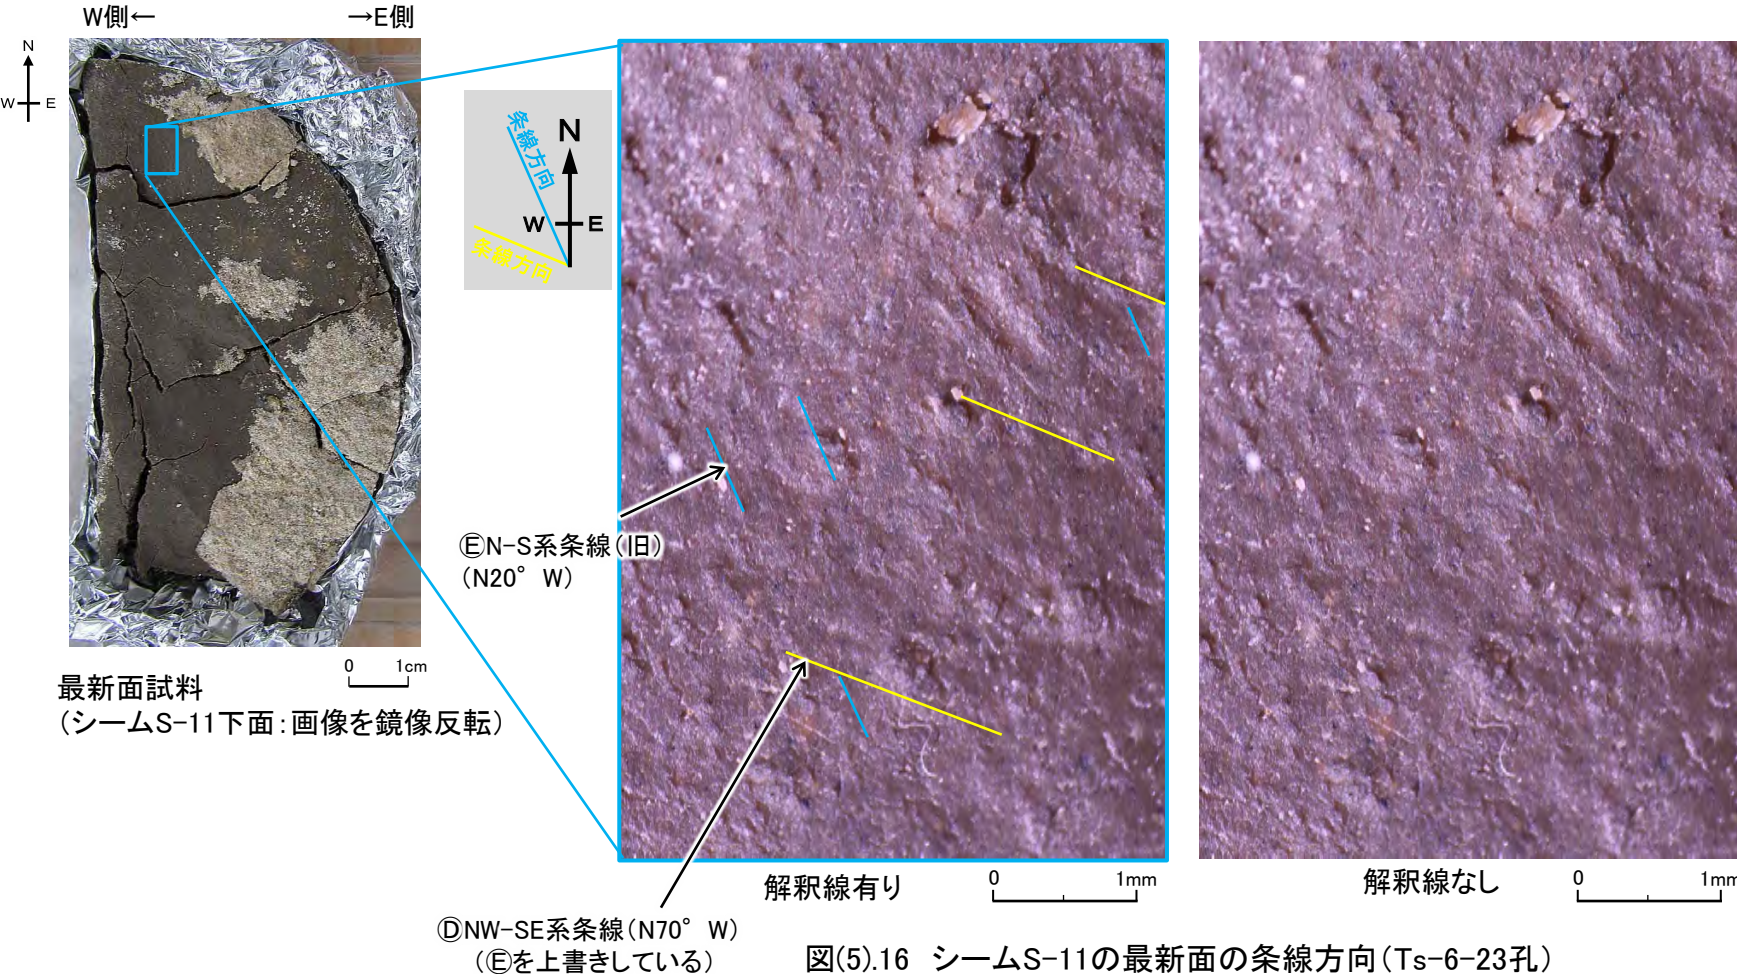 W側← →E側
N
W E
条線方向
N
W E
条線方向
ⒺN-S系条線(旧)
(N20°W)
0 1cm
最新面試料
(シームS-11下面:画像を鏡像反転)
解釈線有り
0 1mm
解釈線なし
0 1mm
ⒹNW-SE系条線(N70°W)
(Ⓔを上書きしている)
図(5).16 シームS-11の最新面の条線方向(Ts-6-23孔)